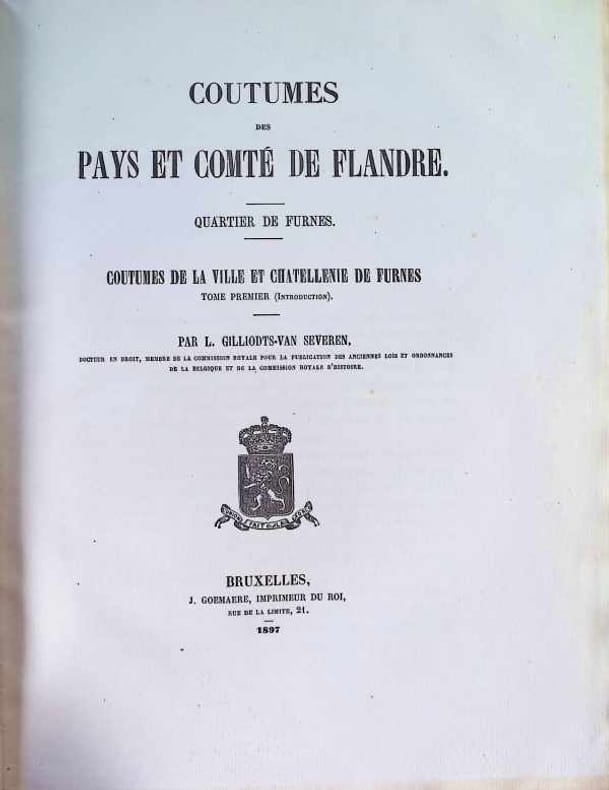 COUTUMES
DES
PAYS ET COMTÉ DE FLANDRE.
QUARTIER DE FURNES.
COUTUMES DE LA VILLE ET CHATELLENIE DE FURNES
TOME PREMIER (INTRODUCTION).
PAR L. GILLIODTS-VAN SEVEREN,
DOCTEUR EN DROIT, MEMBRE DE LA COMMISSION ROYALE POUR LA PUBLICATION DES ANCIENNES LOIS ET ORDONNANCES
DE LA BELGIQUE ET DE LA COMMISSION ROYALE D'HISTOIRE.
BRUXELLES,
J. GOEMAERE, IMPRIMEUR DU ROI,
RUE DE LA LIMITE, 21.
1897